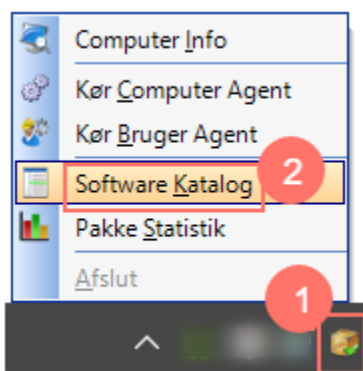 Computer Info
Kør Computer Agent
Kør Bruger Agent
Software Katalog
2
Pakke Statistik
Afslut
1